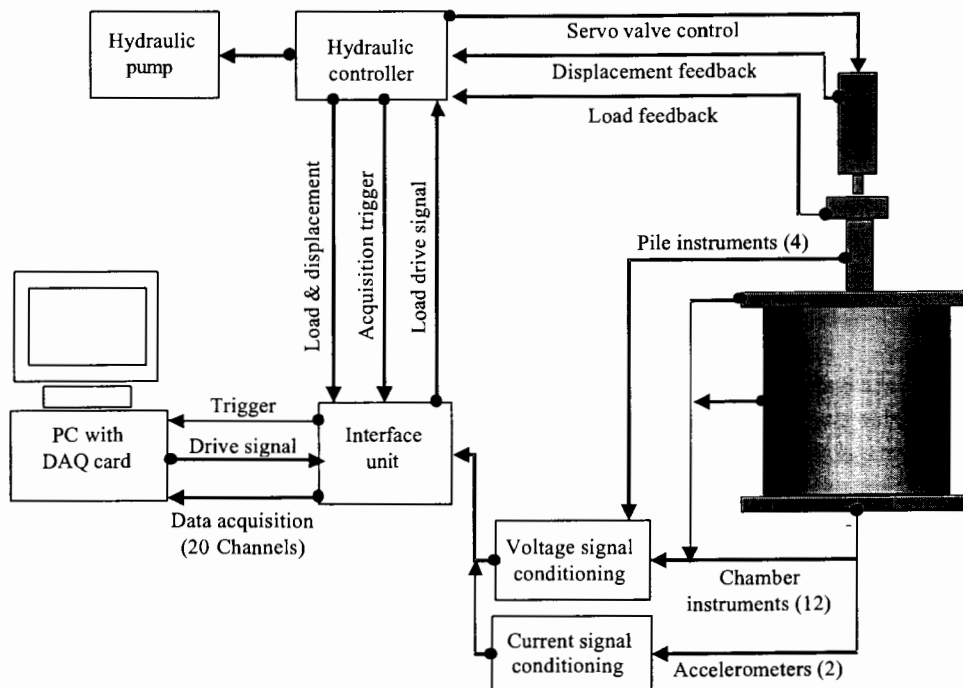 Hydraulic
pump
Hydraulic
controller
Servo valve control
Displacement feedback
Load feedback
Load & displacement
Acquisition trigger
Load drive signal
Pile instruments (4)
Trigger
PC with
DAQ card
Drive signal
Interface
unit
Data acquisition
(20 Channels)
Voltage signal
conditioning
Chamber
instruments (12)
Current signal
conditioning
Accelerometers (2)